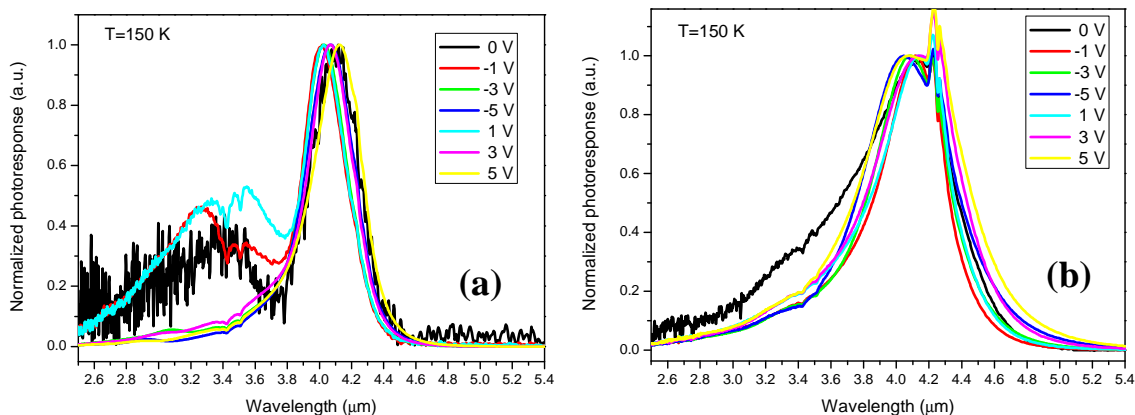 T=150 K
0 V
-1 V
-3 V
-5 V
1 V
3 V
5 V
(a)
Normalized photoresponse (a.u.)
1.0
0.8
0.6
0.4
0.2
0.0
2.6 2.8 3.0 3.2 3.4 3.6 3.8 4.0 4.2 4.4 4.6 4.8 5.0 5.2 5.4
Wavelength (μm)
T=150 K
0 V
-1 V
-3 V
-5 V
1 V
3 V
5 V
(b)
Normalized photoresponse (a.u.)
1.0
0.8
0.6
0.4
0.2
0.0
2.6 2.8 3.0 3.2 3.4 3.6 3.8 4.0 4.2 4.4 4.6 4.8 5.0 5.2 5.4
Wavelength (μm)